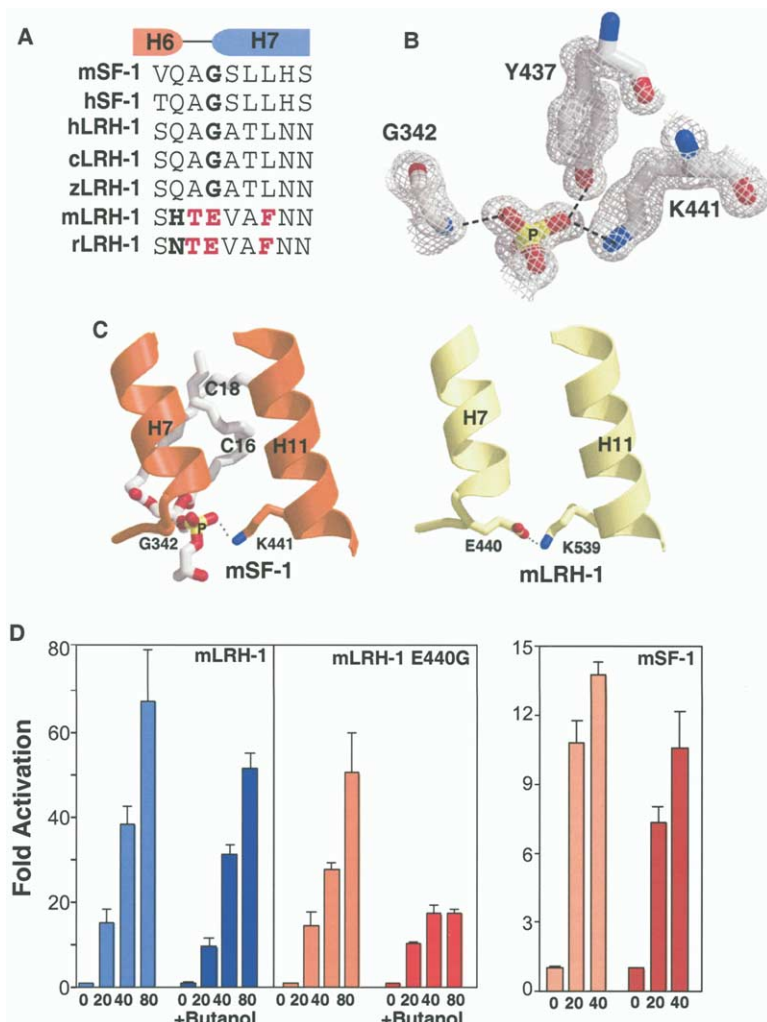 A
H6 H7
mSF-1 VQAGSLLHS
hSF-1 TQAGSLLHS
hLRH-1 SQAGATLNN
cLRH-1 SQAGATLNN
zLRH-1 SQAGATLNN
mLRH-1 SHTEVAFNN
rLRH-1 SNTEVAFNN
B
Y437
G342
K441
P
C
C18
H7
C16
H11
P
G342
K441
mSF-1
H7
H11
E440
K539
mLRH-1
D
Fold Activation
80
60
40
20
0
mLRH-1
mLRH-1 E440G
0 20 40 80 0 20 40 80 0 20 40 80 0 20 40 80
+Butanol +Butanol
15
12
9
6
3
0
mSF-1
0 20 40 0 20 40